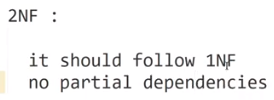 2NF :
it should follow 1NF
no partial dependencies